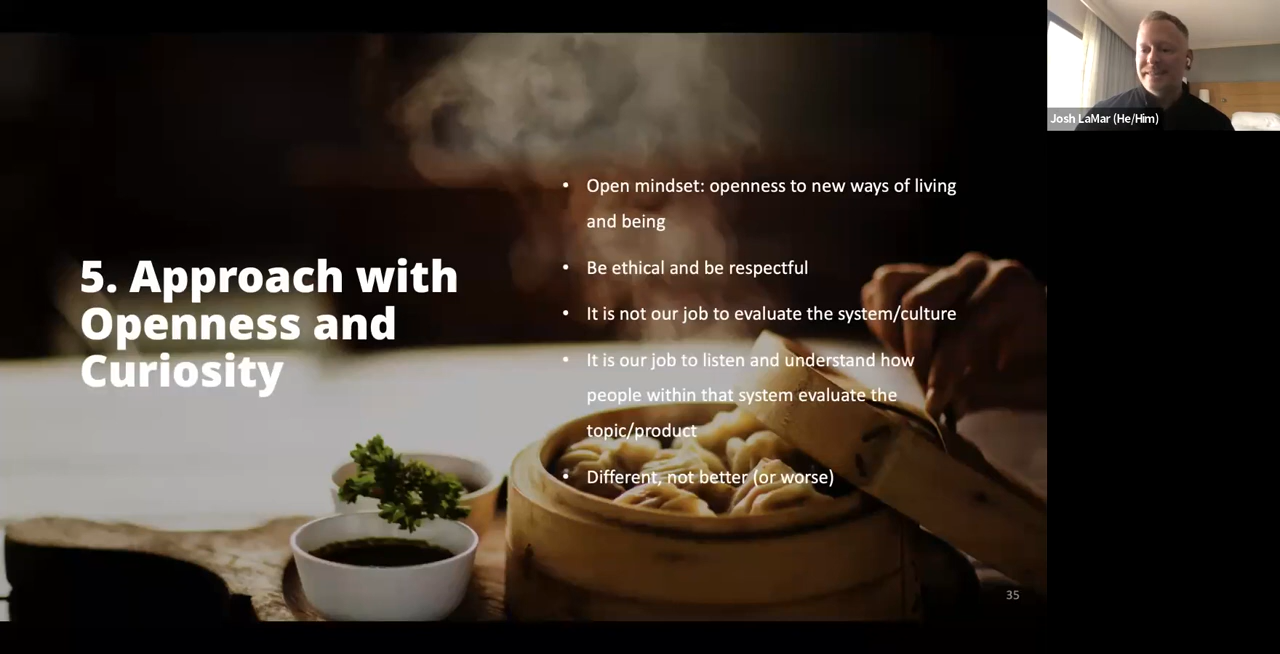 Josh LaMar (He/Him)
5. Approach with
Openness and
Curiosity
• Open mindset: openness to new ways of living
and being
• Be ethical and be respectful
• It is not our job to evaluate the system/culture
• It is our job to listen and understand how
people within that system evaluate the
topic/product
• Different, not better (or worse)
35